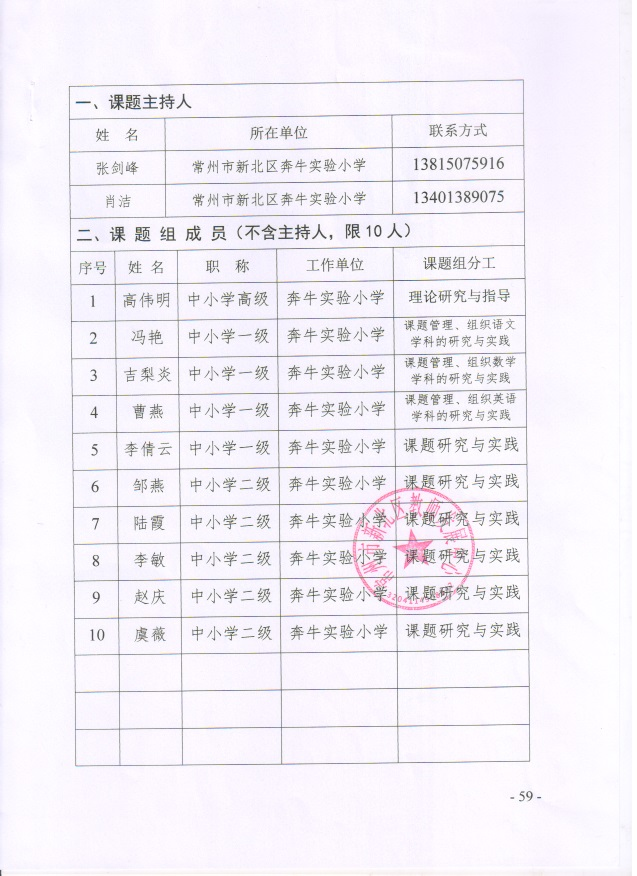 一、课题主持人
姓 名 所在单位 联系方式
张剑峰 常州市新北区奔牛实验小学 13815075916
肖洁 常州市新北区奔牛实验小学 13401389075
二、课 题 组 成 员（不含主持人，限10人）
序号 姓 名 职 称 工作单位 课题组分工
1 高伟明 中小学高级 奔牛实验小学 理论研究与指导
2 冯艳 中小学一级 奔牛实验小学 课题管理、组织语文
学科的研究与实践
3 吉梨炎 中小学一级 奔牛实验小学 课题管理、组织数学
学科的研究与实践
4 曹燕 中小学一级 奔牛实验小学 课题管理、组织英语
学科的研究与实践
5 李倩云 中小学一级 奔牛实验小学 课题研究与实践
6 邹燕 中小学二级 奔牛实验小学 课题研究与实践
7 陆霞 中小学二级 奔牛实验小学 课题研究与实践
8 李敏 中小学二级 奔牛实验小学 课题研究与实践
9 赵庆 中小学二级 奔牛实验小学 课题研究与实践
10 虞薇 中小学二级 奔牛实验小学 课题研究与实践
常州市新北区教师发展中心
- 59 -